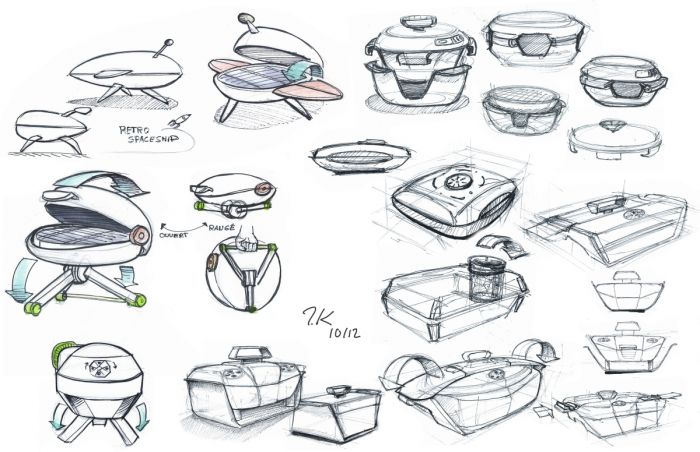 RETRO
SPACESHIP
OUVERT
RANGÉ
I.K
10/12